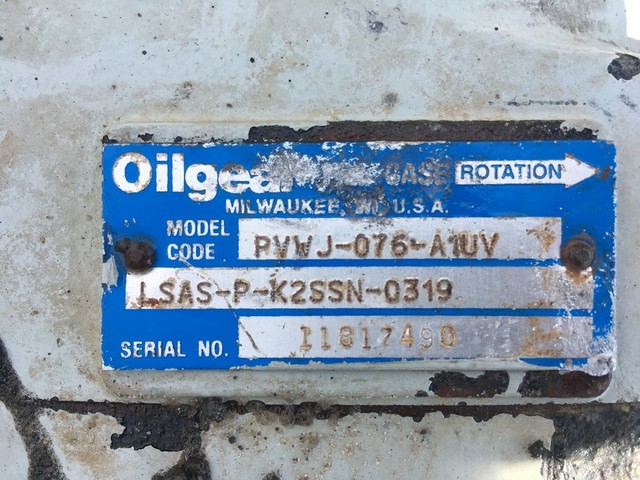 Oilgear CASE ROTATION
MILWAUKEE, WI. U.S.A.
MODEL CODE PVWJ-076-A1UV
LSAS-P-K2SSN-0319
SERIAL NO. 11817490